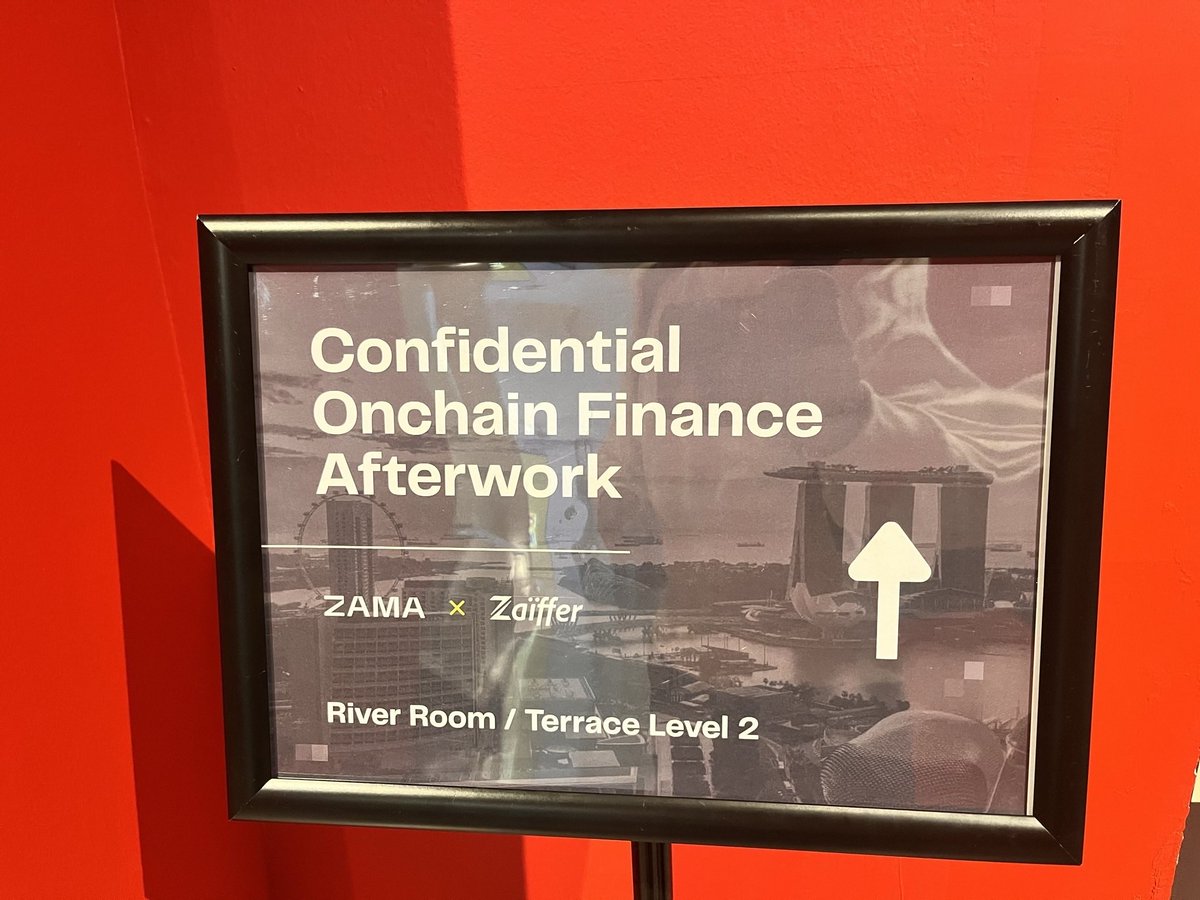 Confidential
Onchain Finance
Afterwork
ZAMA × Zaïffer
River Room / Terrace Level 2